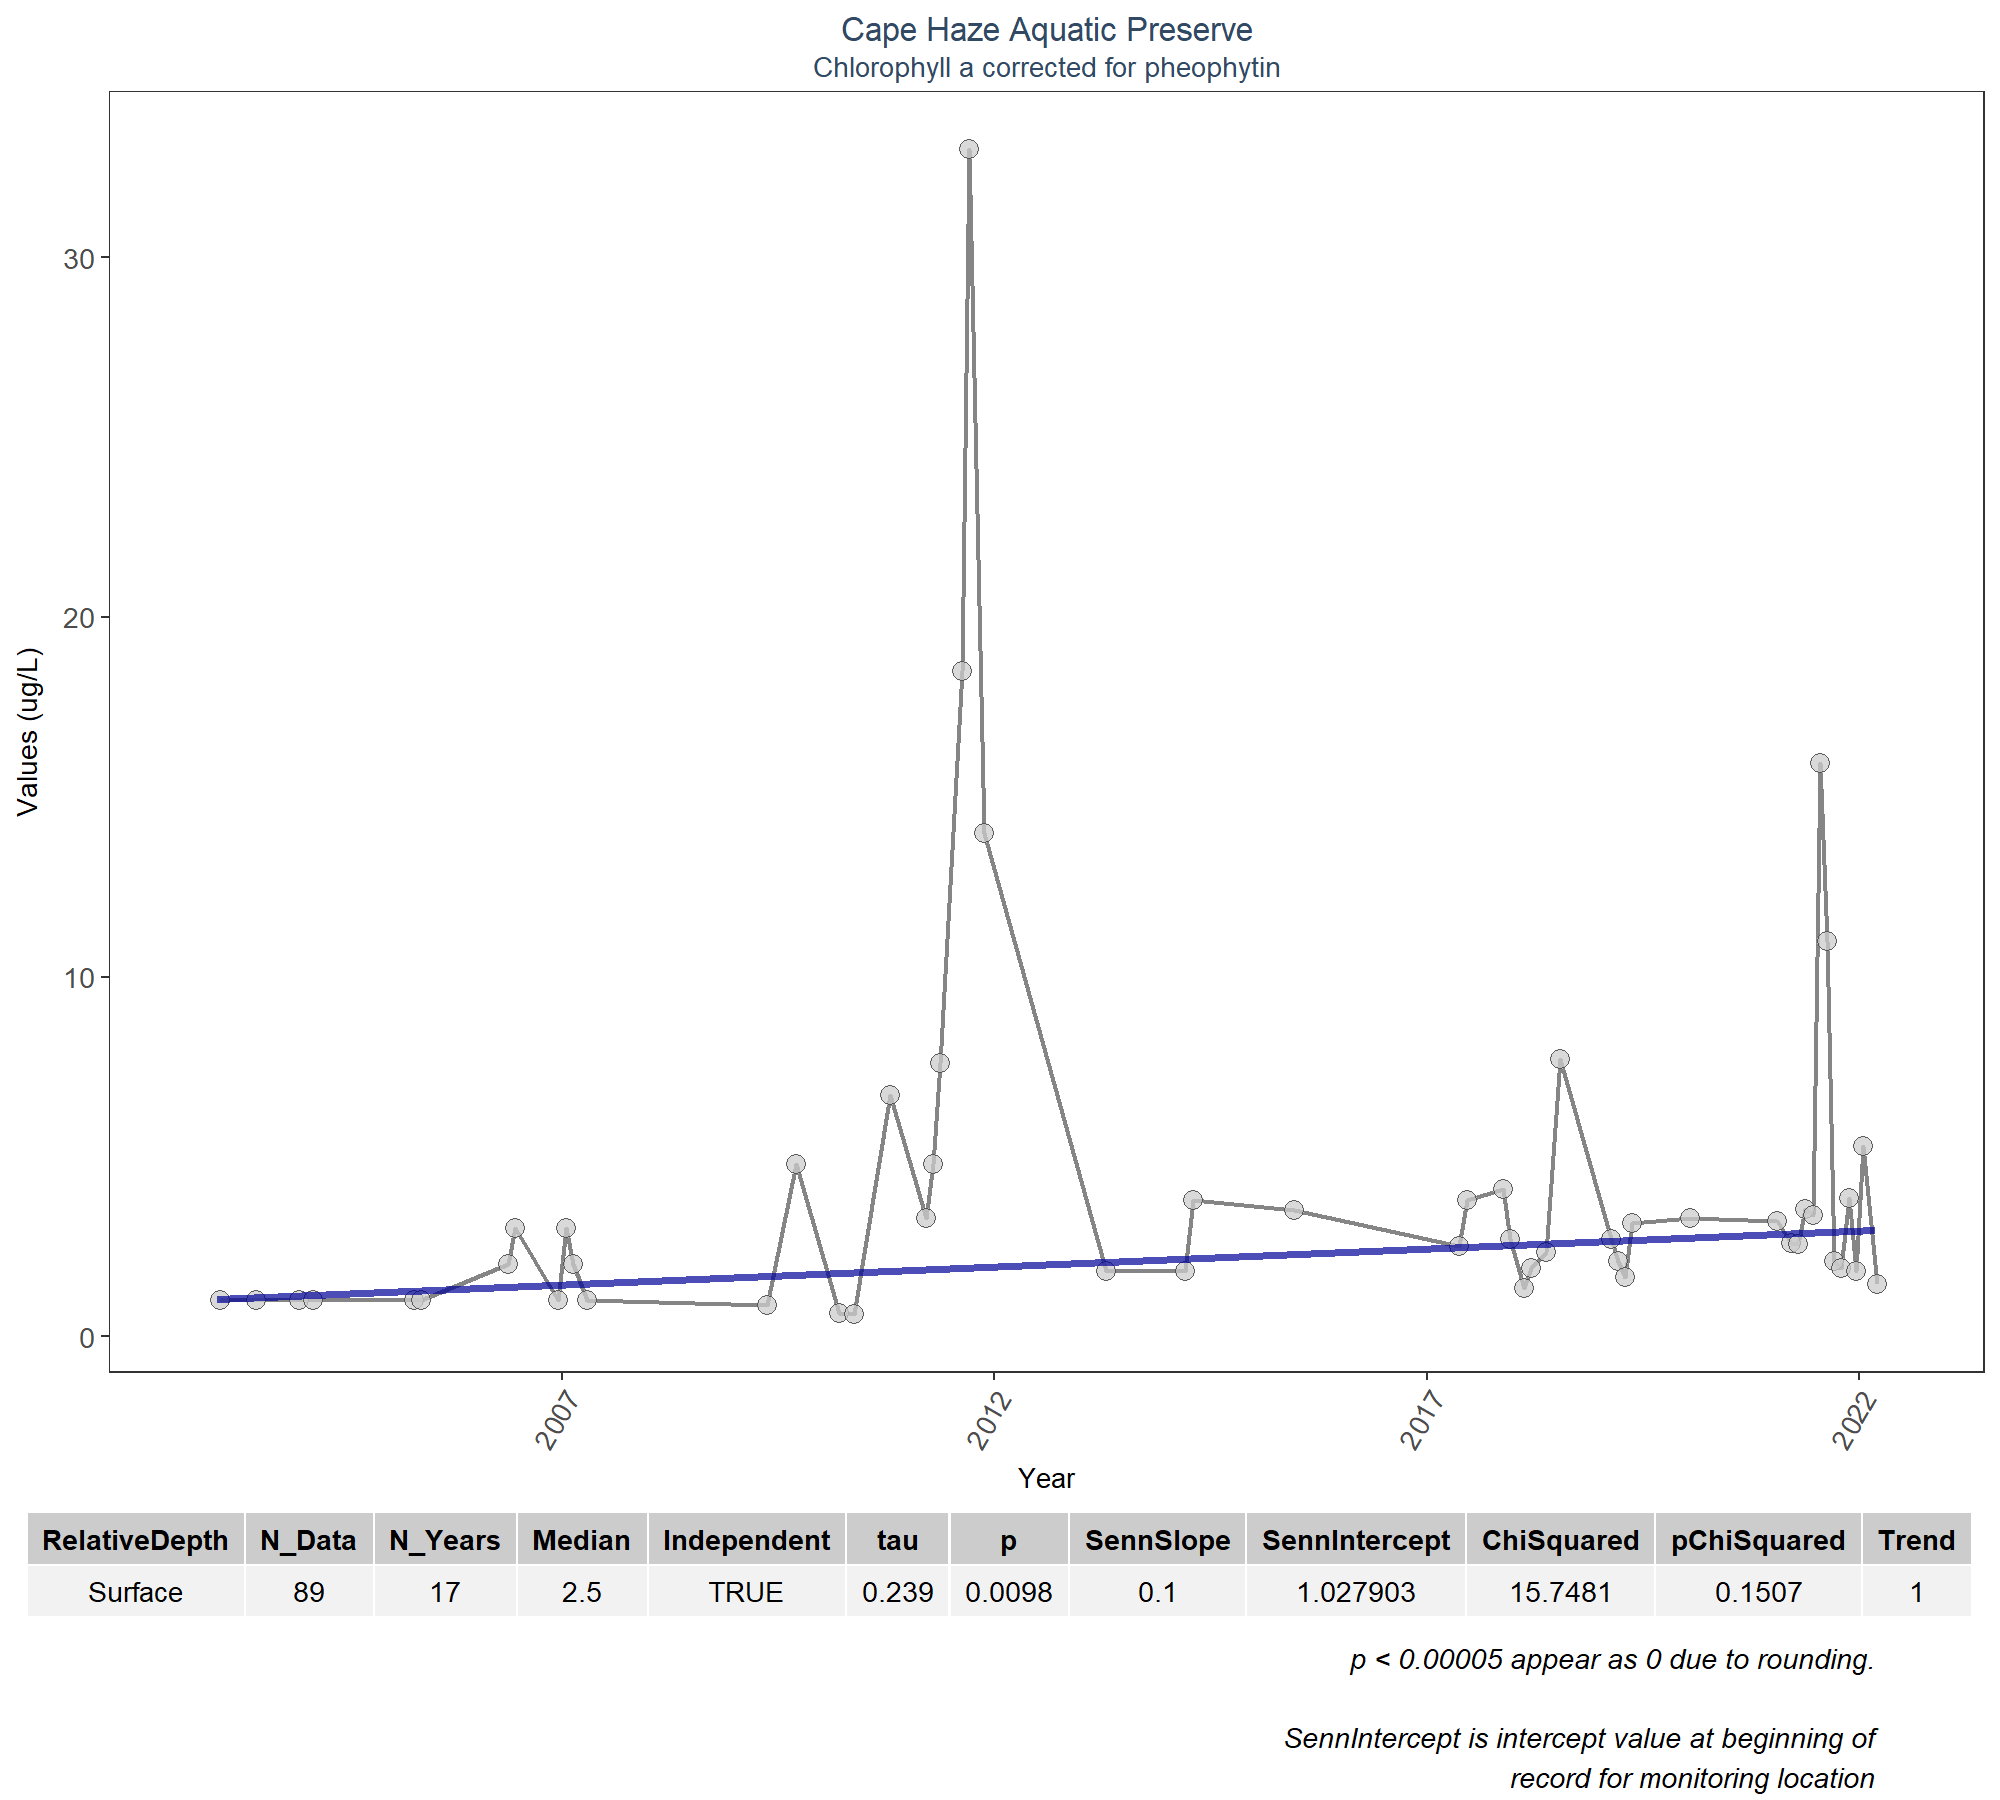 Cape Haze Aquatic Preserve
Chlorophyll a corrected for pheophytin
Values (ug/L)
30
20
10
0
2007 2012 2017 2022
Year
RelativeDepth N_Data N_Years Median Independent tau p SennSlope SennIntercept ChiSquared pChiSquared Trend
Surface 89 17 2.5 TRUE 0.239 0.0098 0.1 1.027903 15.7481 0.1507 1
p < 0.00005 appear as 0 due to rounding.
SennIntercept is intercept value at beginning of
record for monitoring location